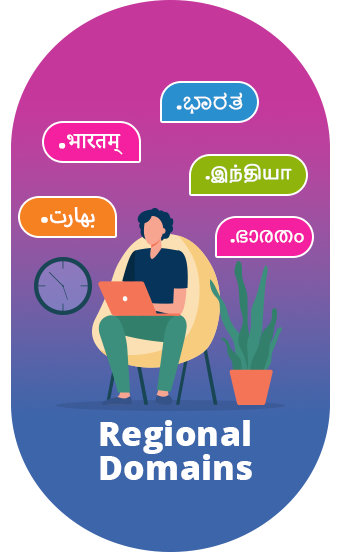 .ಭಾರತ
.भारतम्
.இந்தியா
بھارت.
.ഭാരതം
Regional
Domains